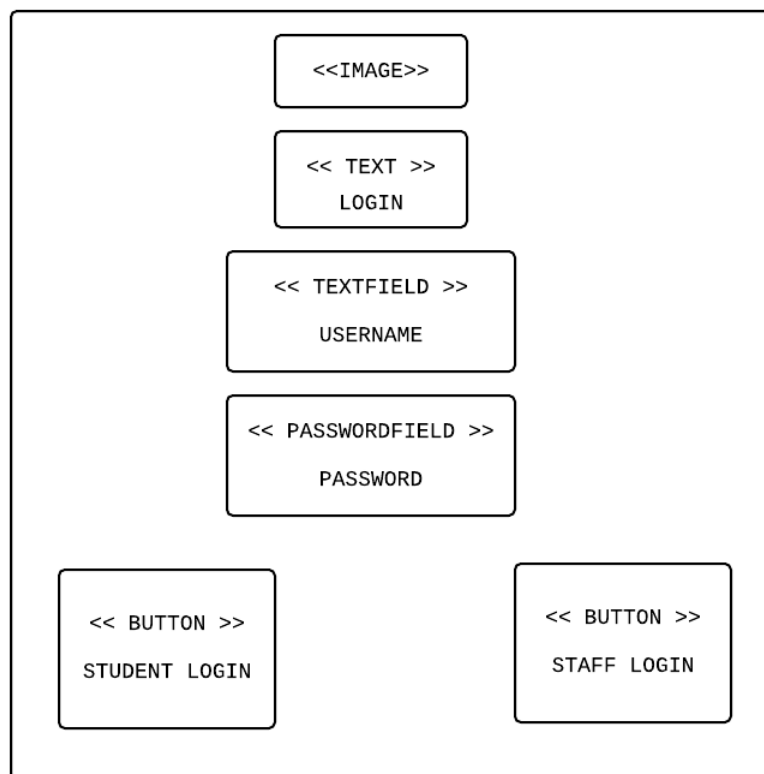 <<IMAGE>>
<< TEXT >>
LOGIN
<< TEXTFIELD >>
USERNAME
<< PASSWORDFIELD >>
PASSWORD
<< BUTTON >>
STUDENT LOGIN
<< BUTTON >>
STAFF LOGIN